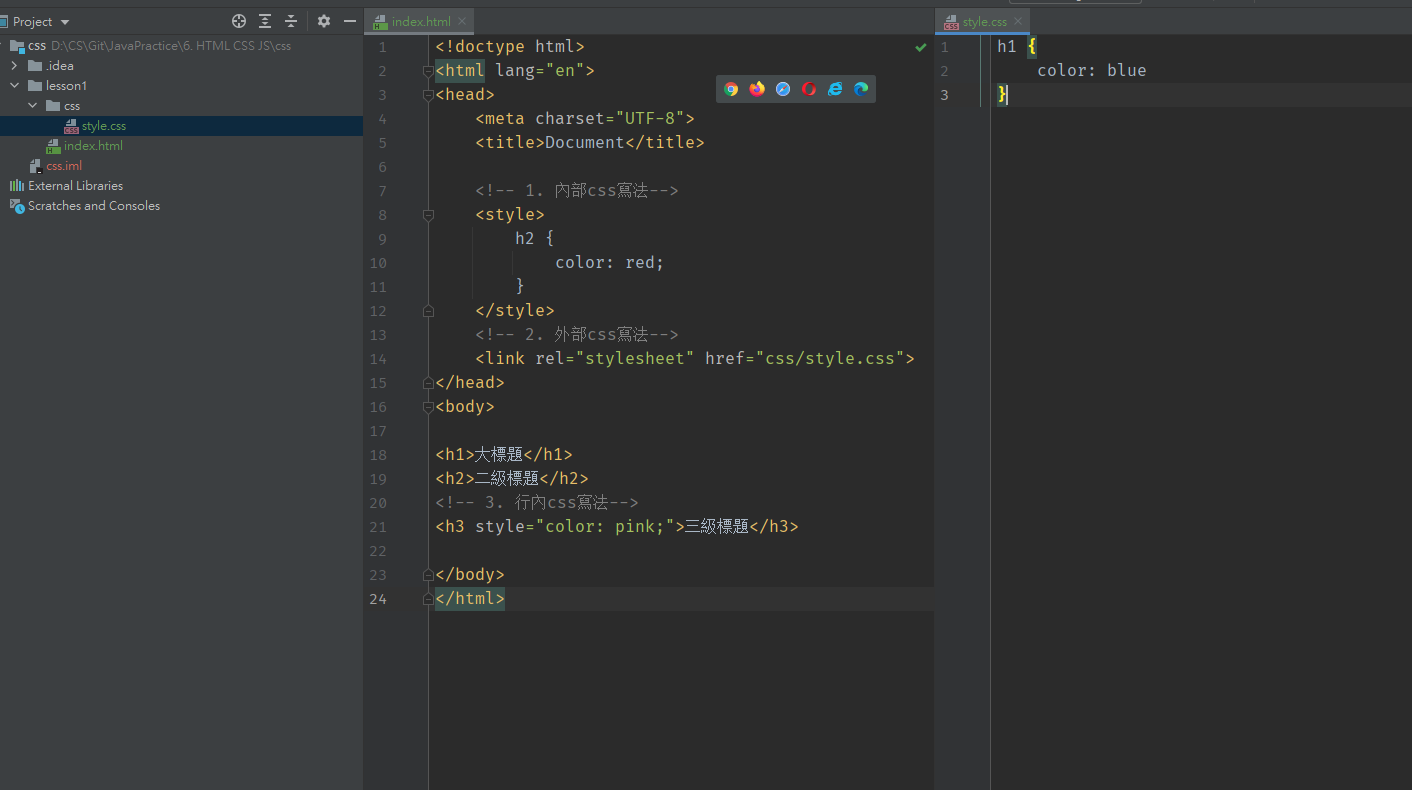 Project
css D:\CS\Git\JavaPractice\6. HTML CSS JS\css
.idea
lesson1
css
style.css
index.html
css.iml
External Libraries
Scratches and Consoles
index.html
1 <!doctype html>
2 <html lang="en">
3 <head>
4 <meta charset="UTF-8">
5 <title>Document</title>
6
7 <!-- 1. 內部css寫法-->
8 <style>
9 h2 {
10 color: red;
11 }
12 </style>
13 <!-- 2. 外部css寫法-->
14 <link rel="stylesheet" href="css/style.css">
15 </head>
16 <body>
17
18 <h1>大標題</h1>
19 <h2>二級標題</h2>
20 <!-- 3. 行內css寫法-->
21 <h3 style="color: pink;">三級標題</h3>
22
23 </body>
24 </html>
style.css
1 h1 {
2 color: blue
3 }